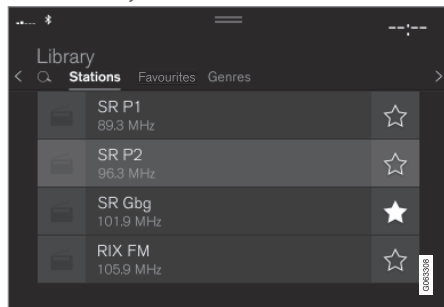 --:--
Library
Stations Favourites Genres
SR P1
89.3 MHz
SR P2
96.3 MHz
SR Gbg
101.9 MHz
RIX FM
105.9 MHz
G063308